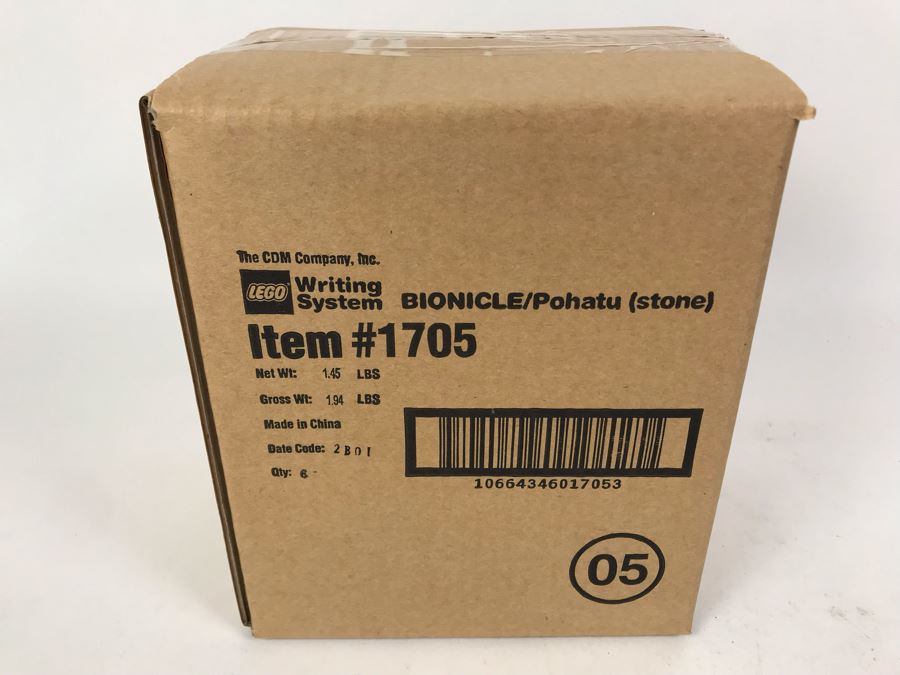 The CDM Company, Inc.
LEGO Writing System BIONICLE/Pohatu (stone)
Item #1705
Net Wt: 1.45 LBS
Gross Wt: 1.94 LBS
Made in China
Date Code: 2B01
Qty: 6
10664346017053
05